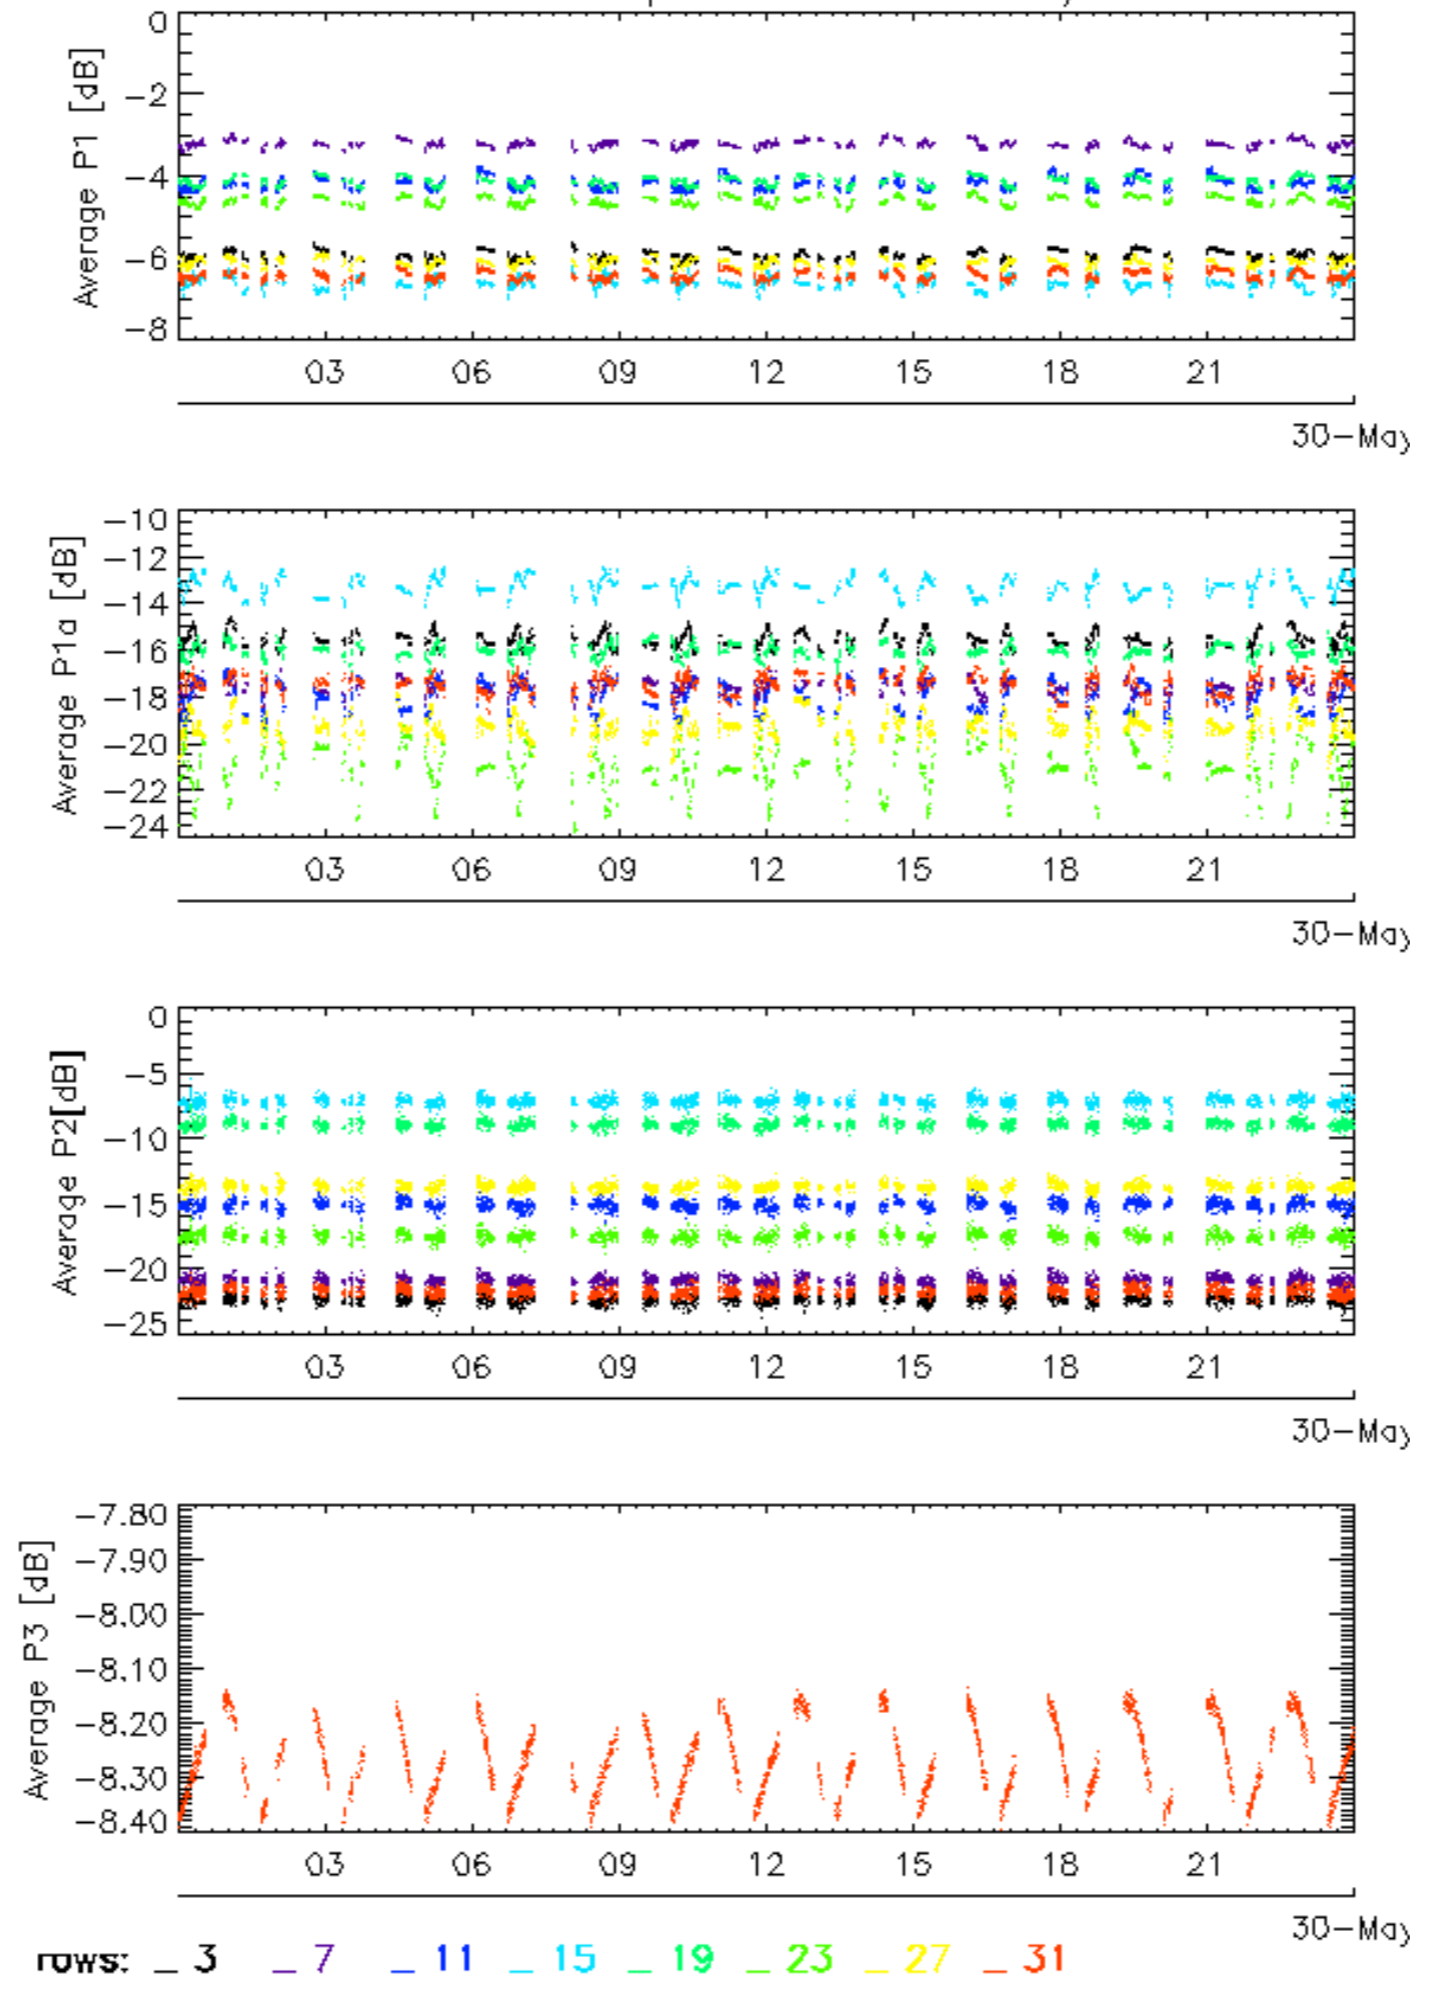 0
-2
-4
-6
-8
Average P1 [dB]
03 06 09 12 15 18 21
30-May
-10
-12
-14
-16
-18
-20
-22
-24
Average P1a [dB]
03 06 09 12 15 18 21
30-May
0
-5
-10
-15
-20
-25
Average P2[dB]
03 06 09 12 15 18 21
30-May
-7.80
-7.90
-8.00
-8.10
-8.20
-8.30
-8.40
Average P3 [dB]
03 06 09 12 15 18 21
30-May
rows: _ 3 _ 7 _ 11 _ 15 _ 19 _ 23 _ 27 _ 31